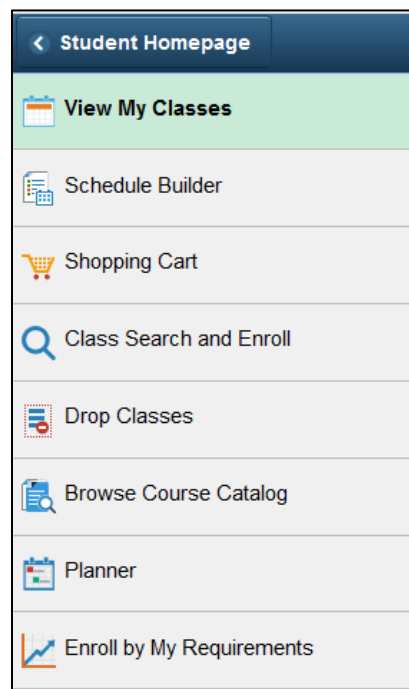 Student Homepage
View My Classes
Schedule Builder
Shopping Cart
Class Search and Enroll
Drop Classes
Browse Course Catalog
Planner
Enroll by My Requirements